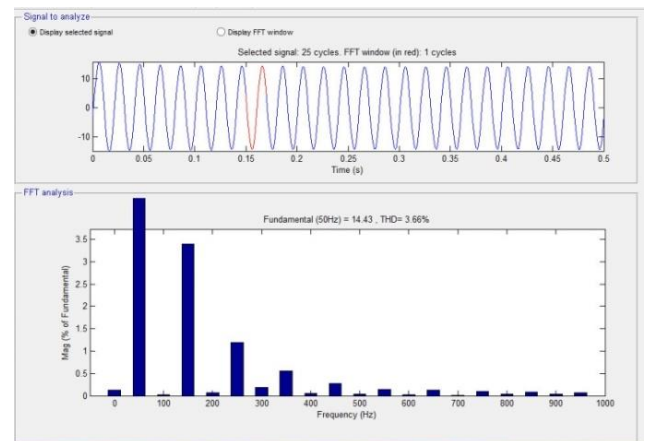 Signal to analyze
Display selected signal Display FFT window
Selected signal: 25 cycles. FFT window (in red): 1 cycles
10
0
-10
0 0.05 0.1 0.15 0.2 0.25 0.3 0.35 0.4 0.45 0.5
Time (s)
FFT analysis
Fundamental (50Hz) = 14.43 , THD= 3.66%
3.5
3
2.5
2
1.5
1
0.5
0
Mag (% of Fundamental)
0 100 200 300 400 500 600 700 800 900 1000
Frequency (Hz)